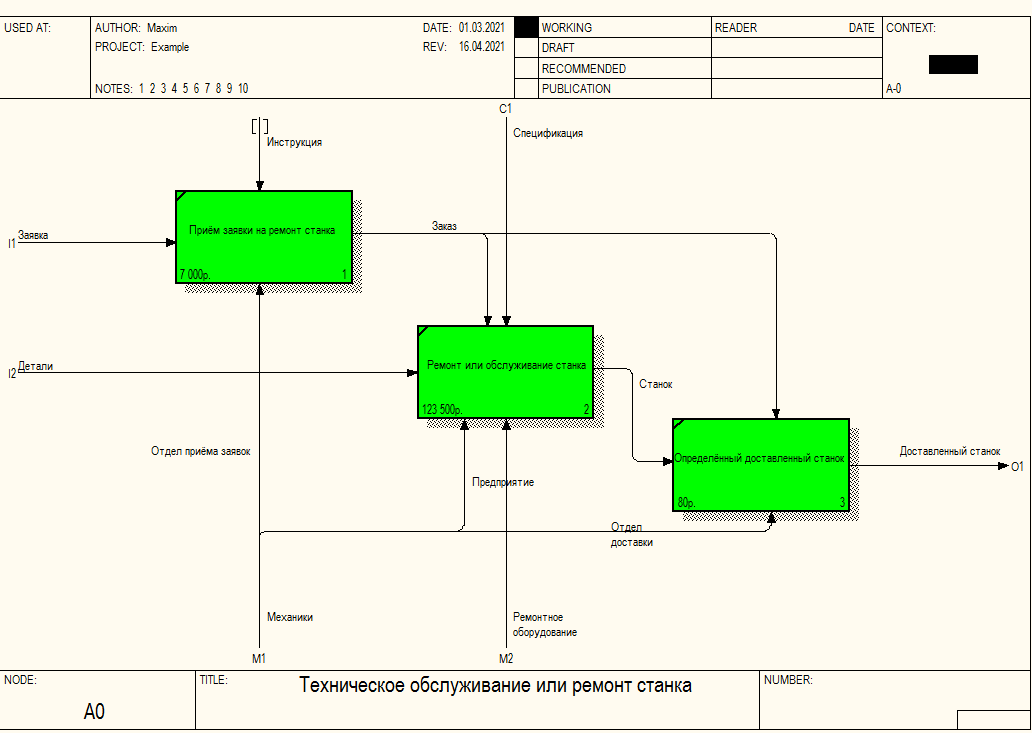 USED AT:
AUTHOR: Maxim
DATE: 01.03.2021
WORKING
READER
DATE
CONTEXT:
PROJECT: Example
REV: 16.04.2021
DRAFT
RECOMMENDED
NOTES: 1 2 3 4 5 6 7 8 9 10
PUBLICATION
A-0
C1
Инструкция
Спецификация
Приём заявки на ремонт станка
7 000р.
1
I1
Заявка
Заказ
I2
Детали
Ремонт или обслуживание станка
123 500р.
2
Станок
Определённый доставленный станок
80р.
3
Доставленный станок
O1
Отдел приёма заявок
Предприятие
Отдел
доставки
Механики
Ремонтное
оборудование
M1
M2
NODE:
A0
TITLE:
Техническое обслуживание или ремонт станка
NUMBER: